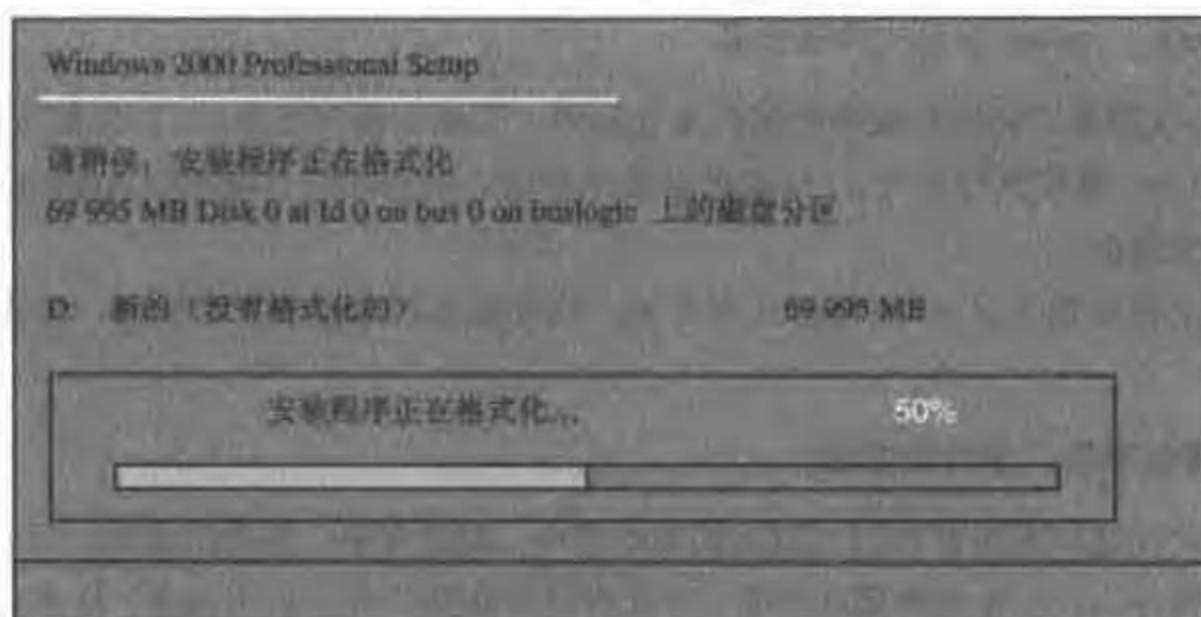 Windows 2000 Professional Setup
请稍侯，安装程序正在格式化
69 995 MB Disk 0 at Id 0 on bus 0 on buslogic 上的磁盘分区
D: 新的（没有格式化的） 69 995 MB
安装程序正在格式化... 50%